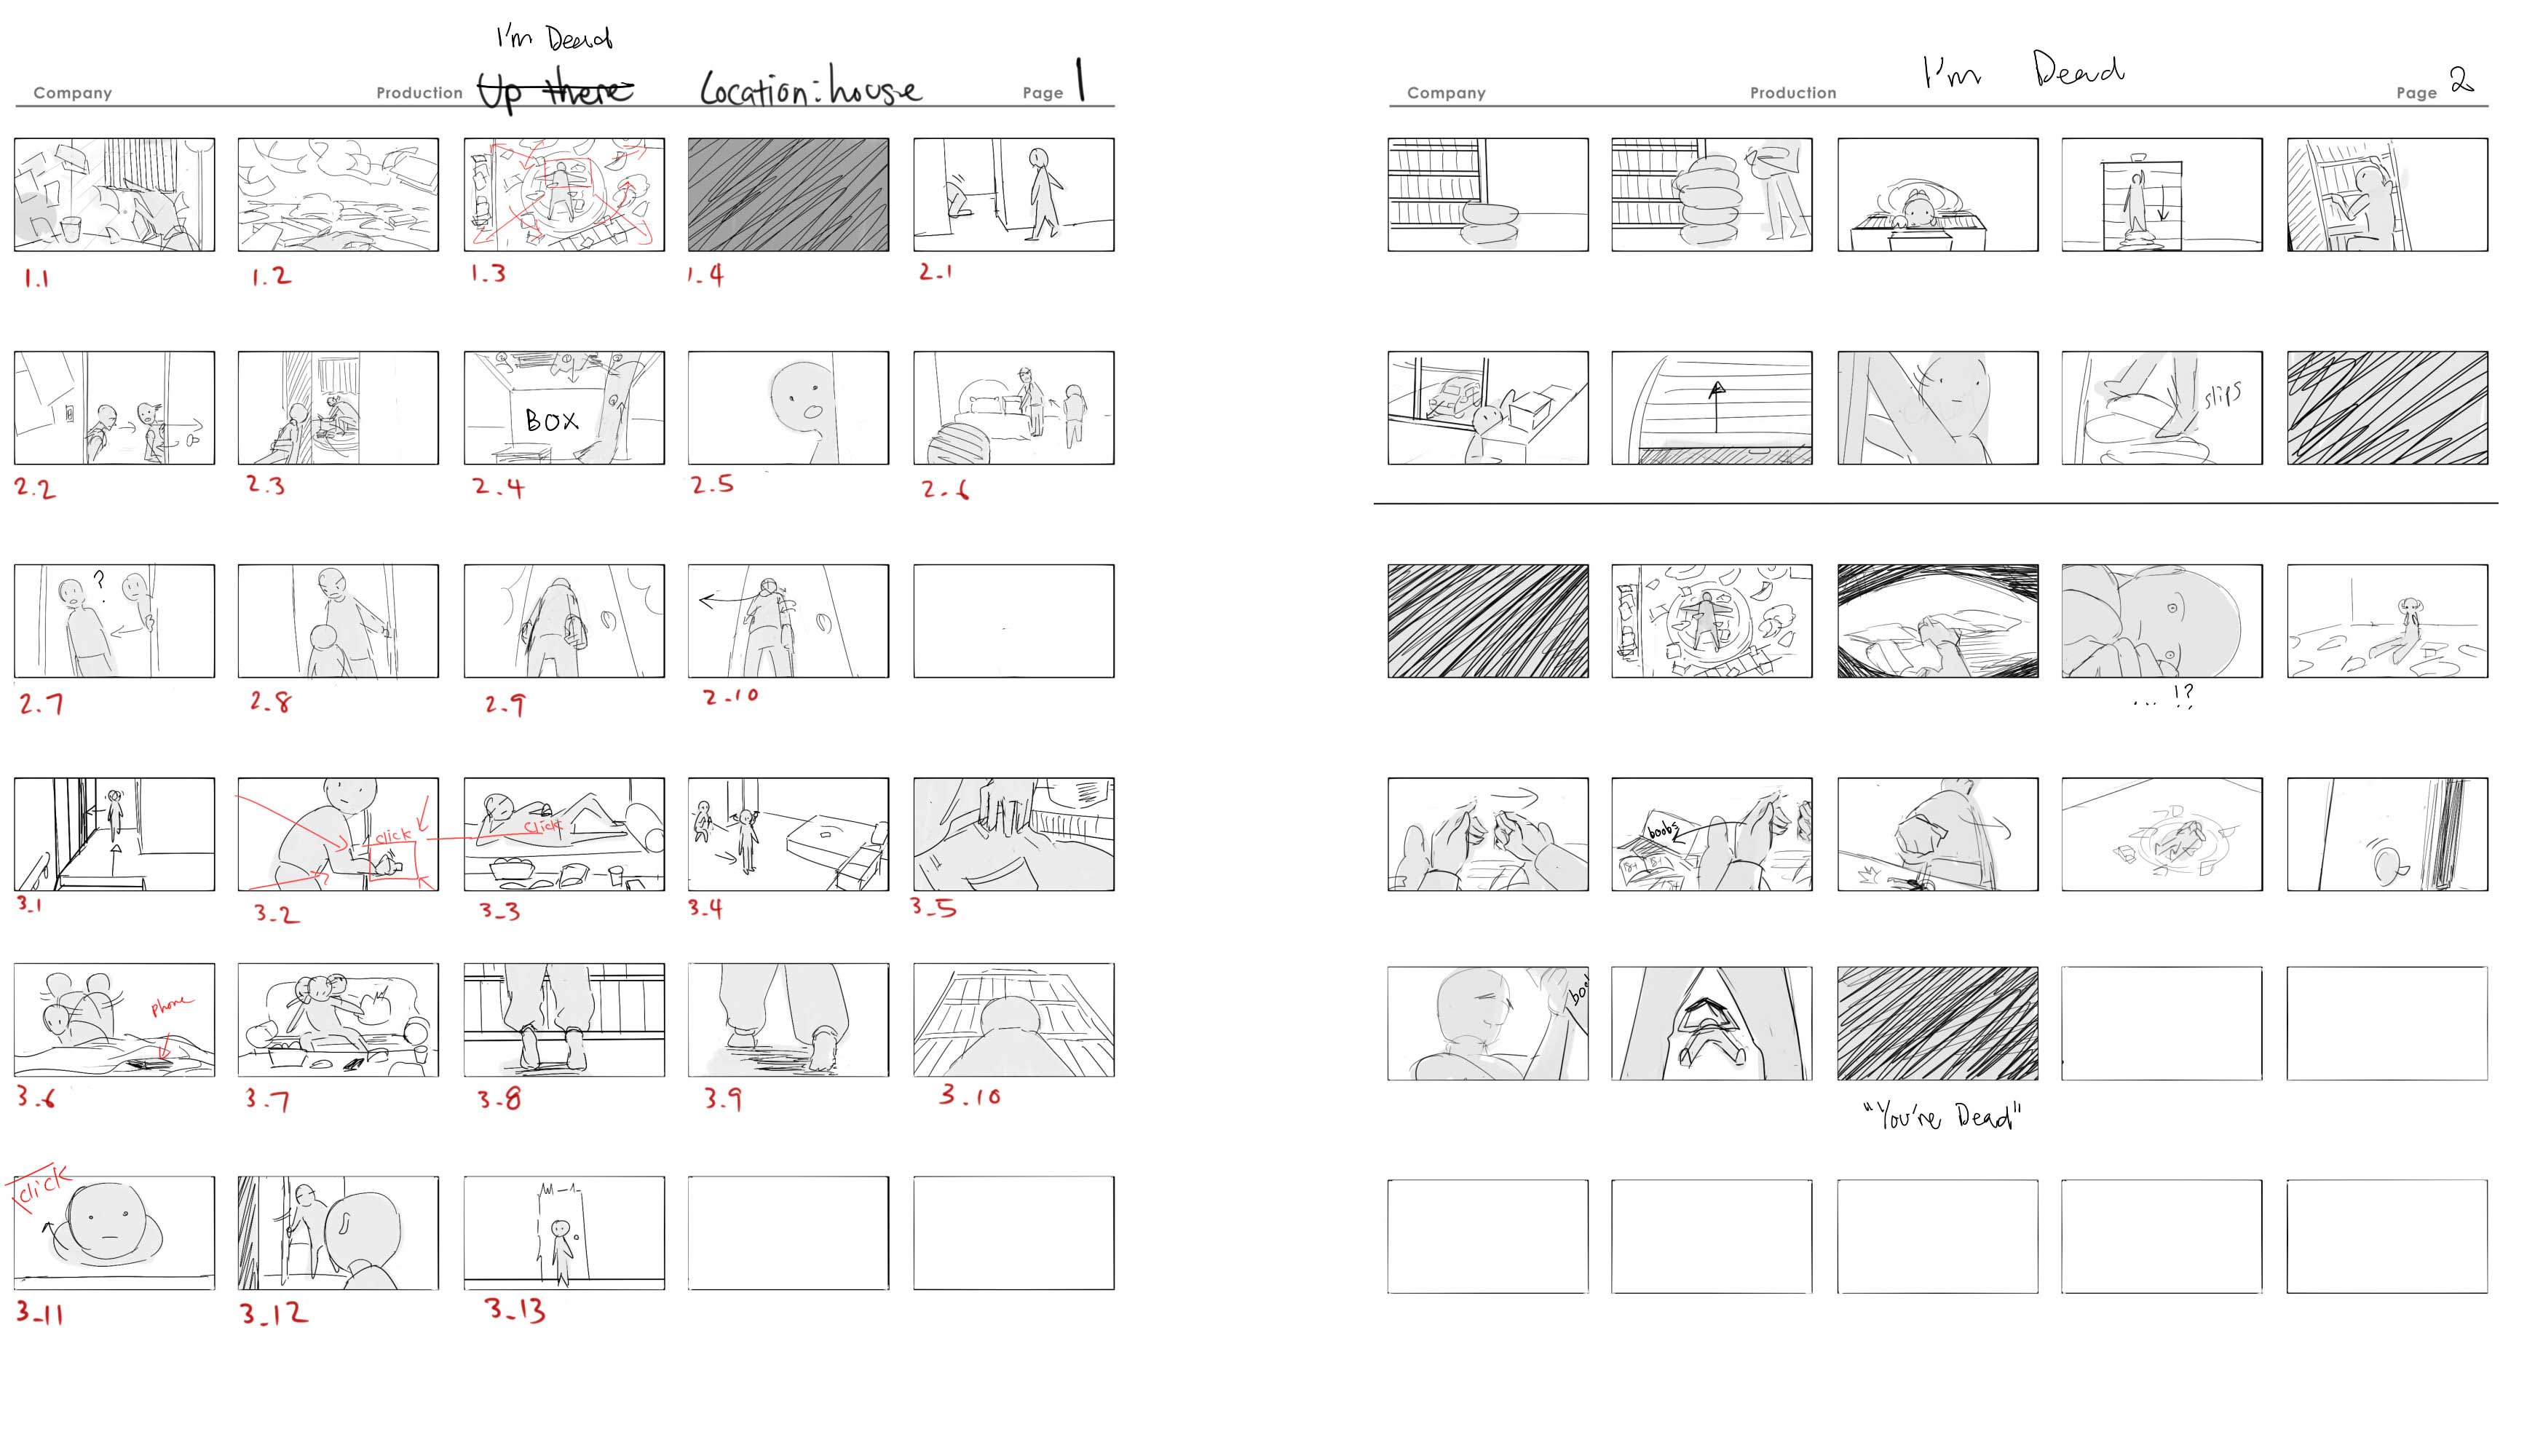 I'm Dead
Company
Production Up there Location: house
Page 1
1.1 1.2 1.3 1.4 2-1
BOX
2.2 2.3 2.4 2.5 2-6
?
2.7 2.8 2-9 2-10
click
click
3-1 3-2 3-3 3-4 3-5
phone
3.6 3-7 3-8 3.9 3.10
click
3-11 3-12 3-13
I'm Dead
Company
Production
Page 2
slips
... !?
boobs
"You're Dead"